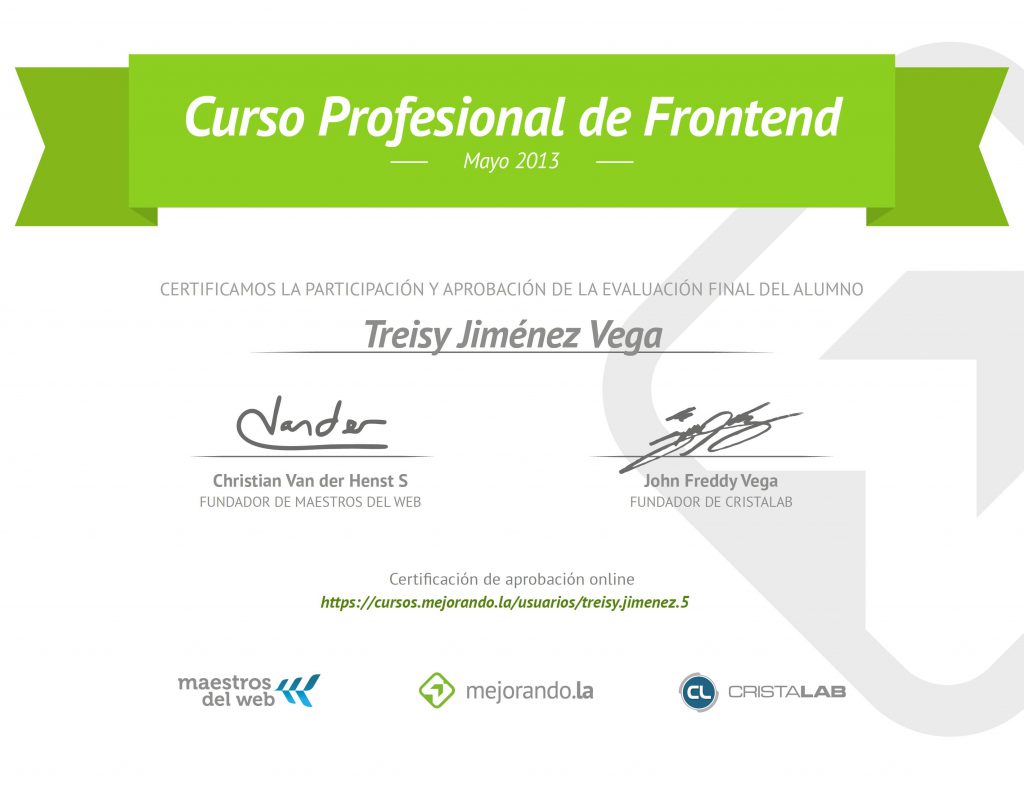 Curso Profesional de Frontend
Mayo 2013
CERTIFICAMOS LA PARTICIPACIÓN Y APROBACIÓN DE LA EVALUACIÓN FINAL DEL ALUMNO
Treisy Jiménez Vega
Vander
Christian Van der Henst S
FUNDADOR DE MAESTROS DEL WEB
John Freddy Vega
FUNDADOR DE CRISTALAB
Certificación de aprobación online
https://cursos.mejorando.la/usuarios/treisy.jimenez.5
maestros
del web
mejorando.la
CL CRISTALAB